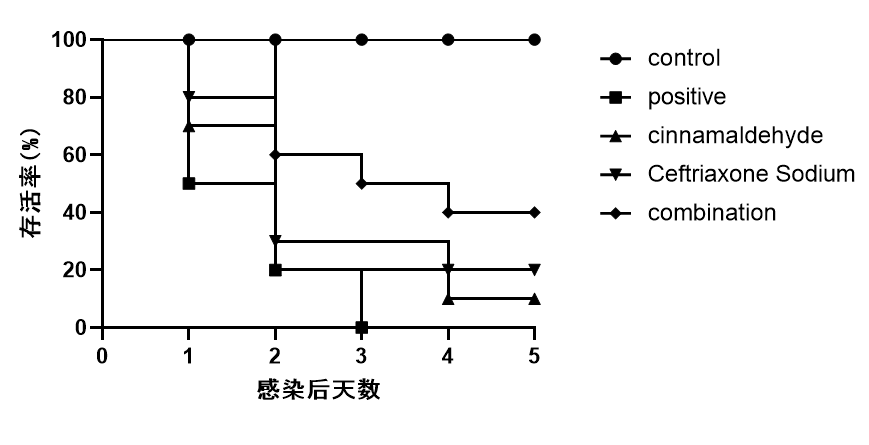 100
80
60
40
20
0
存活率(%)
0 1 2 3 4 5
感染后天数
control
positive
cinnamaldehyde
Ceftriaxone Sodium
combination